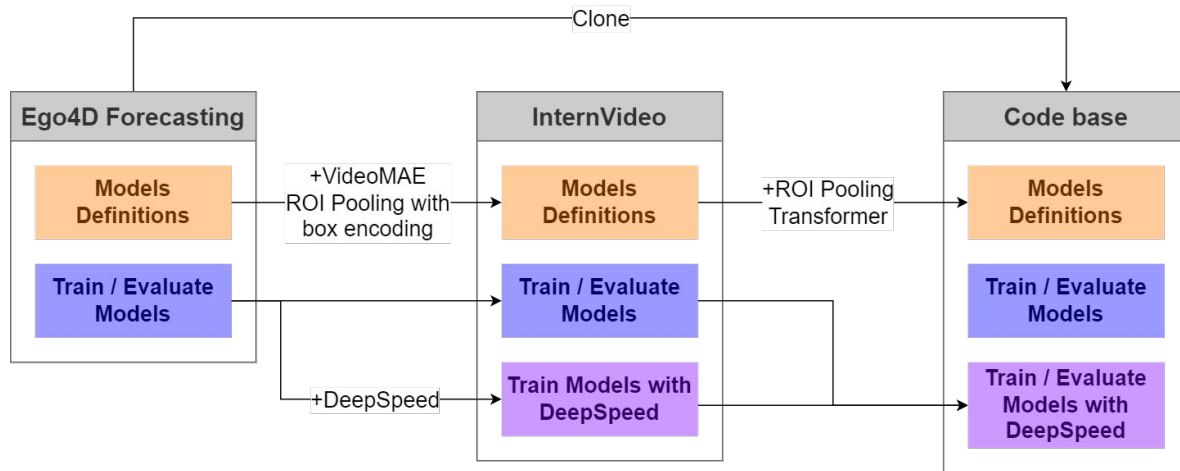 Clone
Ego4D Forecasting
InternVideo
Code base
Models
Definitions
+VideoMAE
ROI Pooling with
box encoding
Models
Definitions
+ROI Pooling
Transformer
Models
Definitions
Train / Evaluate
Models
Train / Evaluate
Models
Train / Evaluate
Models
+DeepSpeed
Train Models with
DeepSpeed
Train / Evaluate
Models with
DeepSpeed